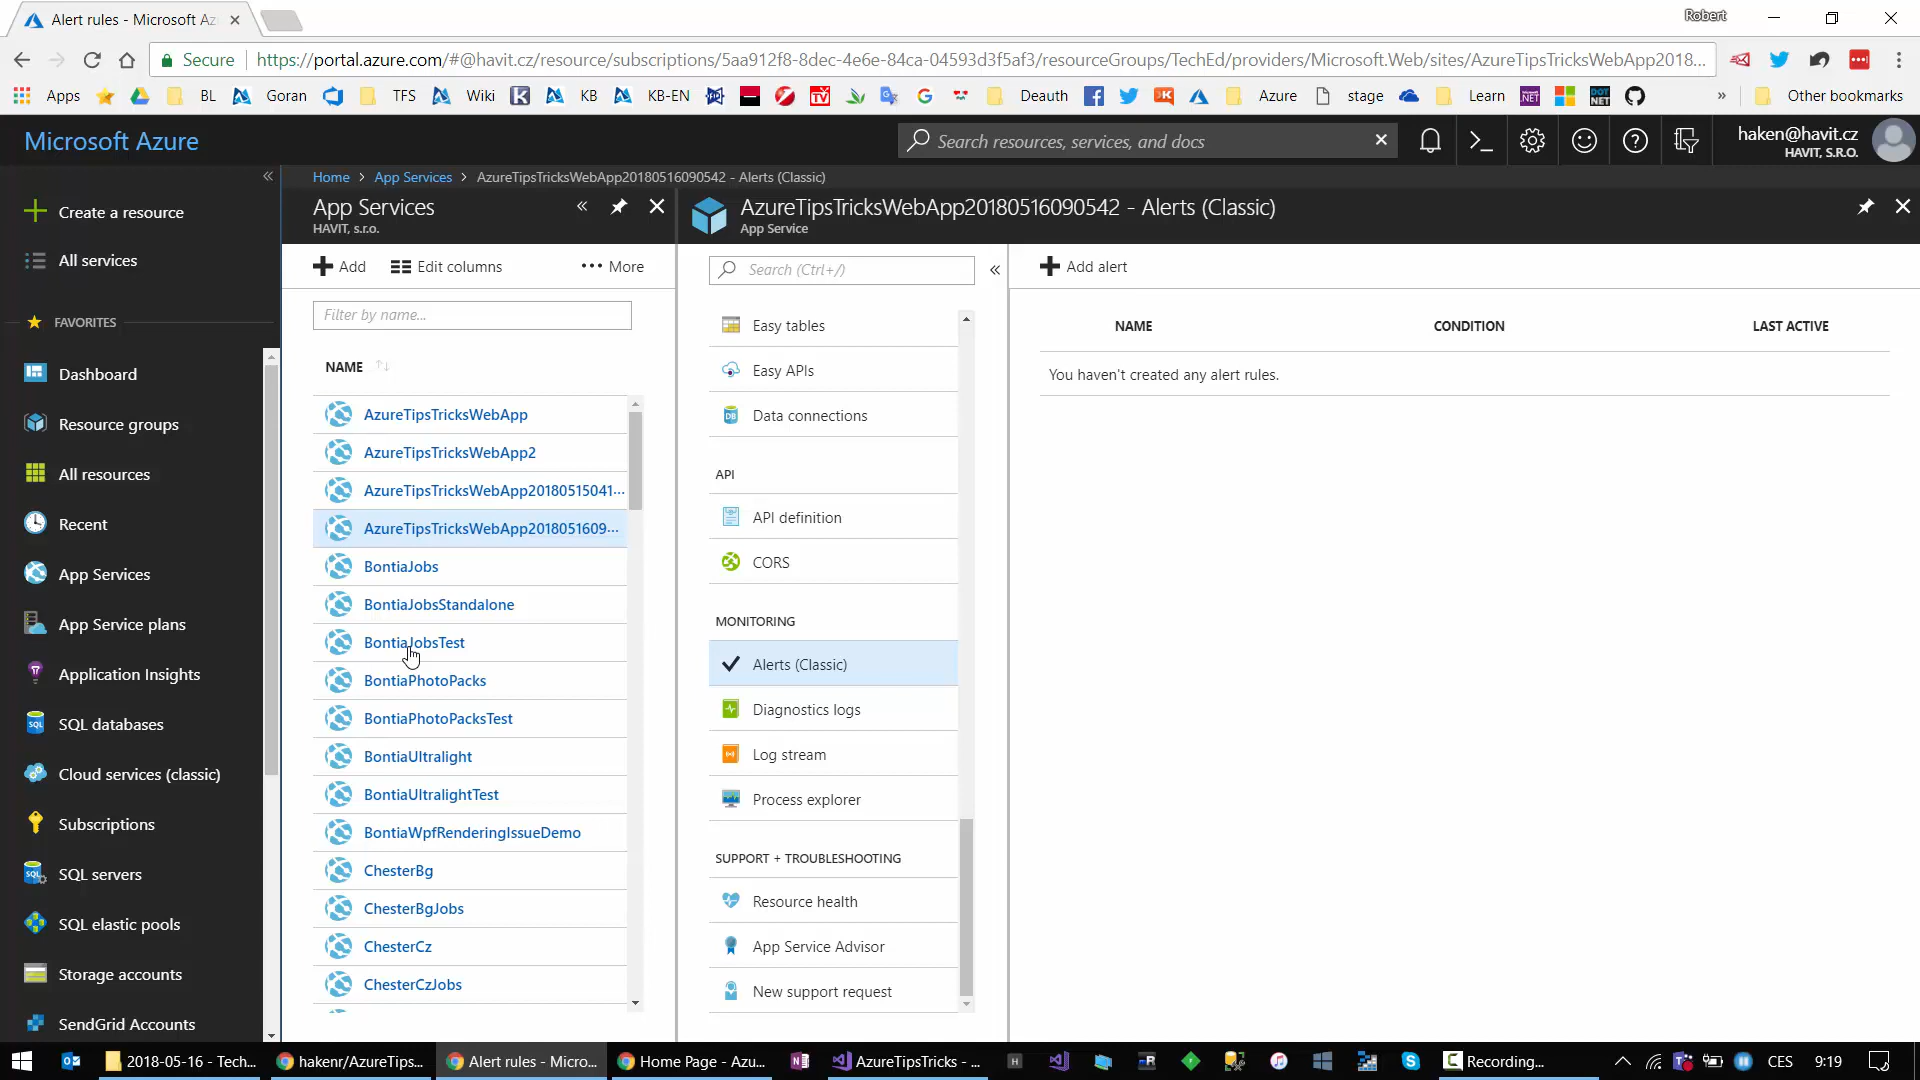 Alert rules - Microsoft Az
Robert
Secure
https://portal.azure.com/#@havit.cz/resource/subscriptions/5aa912f8-8dec-4e6e-84ca-04593d3f5af3/resourceGroups/TechEd/providers/Microsoft.Web/sites/AzureTipsTricksWebApp2018...
Apps
BL
Goran
TFS
Wiki
KB
KB-EN
Deauth
Azure
stage
Learn
»
Other bookmarks
Microsoft Azure
Search resources, services, and docs
haken@havit.cz
HAVIT, S.R.O.
Home > App Services > AzureTipsTricksWebApp20180516090542 - Alerts (Classic)
Create a resource
All services
FAVORITES
Dashboard
Resource groups
All resources
Recent
App Services
App Service plans
Application Insights
SQL databases
Cloud services (classic)
Subscriptions
SQL servers
SQL elastic pools
Storage accounts
SendGrid Accounts
App Services
HAVIT, s.r.o.
Add
Edit columns
More
Filter by name...
NAME
AzureTipsTricksWebApp
AzureTipsTricksWebApp2
AzureTipsTricksWebApp20180515041...
AzureTipsTricksWebApp2018051609...
BontiaJobs
BontiaJobsStandalone
BontiaJobsTest
BontiaPhotoPacks
BontiaPhotoPacksTest
BontiaUltralight
BontiaUltralightTest
BontiaWpfRenderingIssueDemo
ChesterBg
ChesterBgJobs
ChesterCz
ChesterCzJobs
AzureTipsTricksWebApp20180516090542 - Alerts (Classic)
App Service
Search (Ctrl+/)
Easy tables
Easy APIs
Data connections
API
API definition
CORS
MONITORING
Alerts (Classic)
Diagnostics logs
Log stream
Process explorer
SUPPORT + TROUBLESHOOTING
Resource health
App Service Advisor
New support request
Add alert
NAME
CONDITION
LAST ACTIVE
You haven't created any alert rules.
2018-05-16 - Tech...
hakenr/AzureTips...
Alert rules - Micro...
Home Page - Azu...
AzureTipsTricks - ...
Recording...
CES
9:19